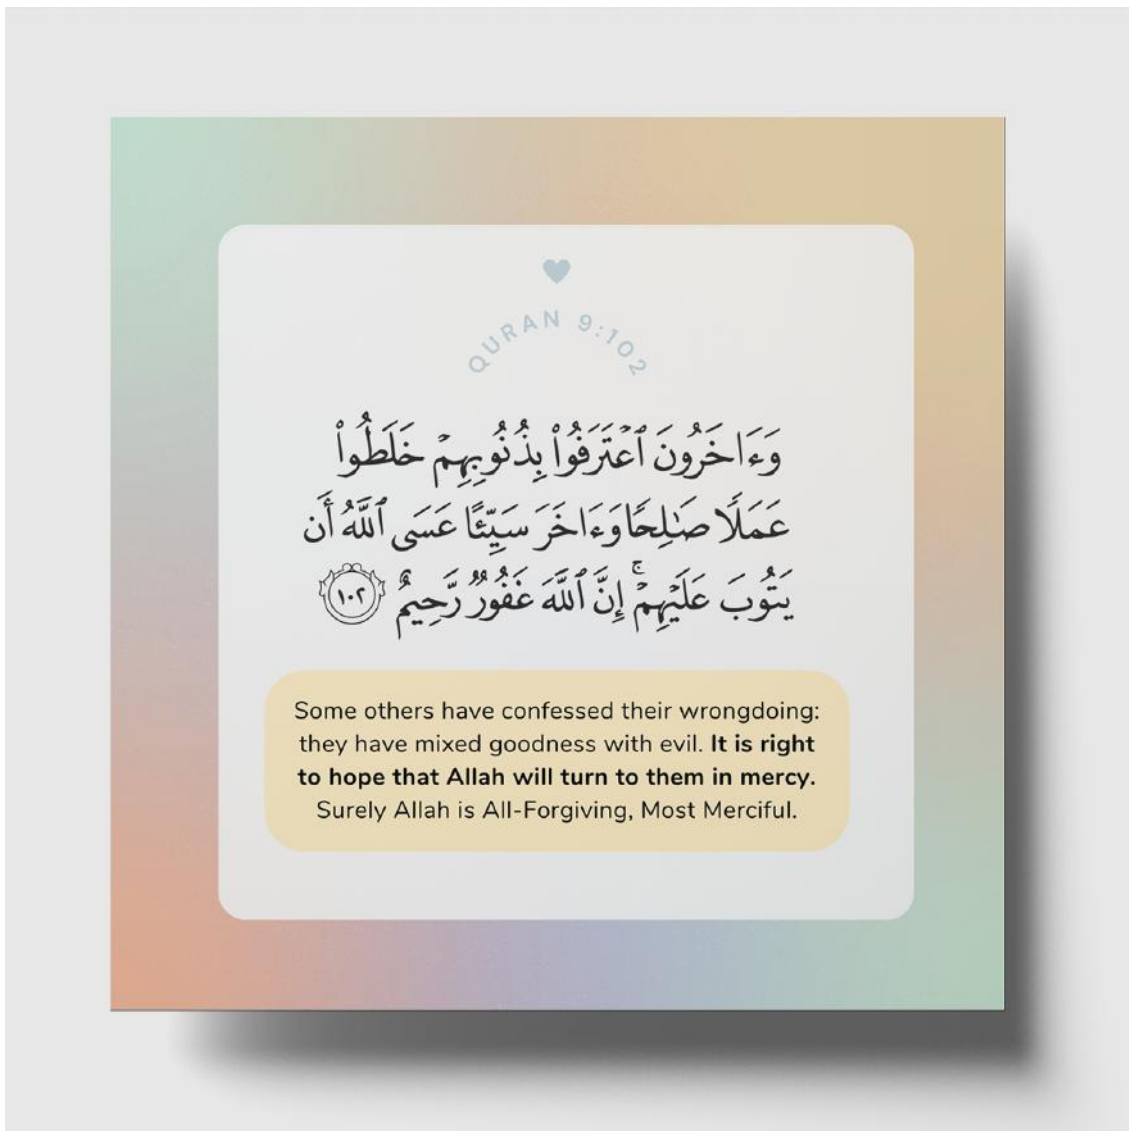 QURAN 9:102
وَءَاخَرُونَ ٱعْتَرَفُوا۟ بِذُنُوبِهِمْ خَلَطُوا۟
عَمَلًا صَـٰلِحًا وَءَاخَرَ سَيِّئًا عَسَى ٱللَّهُ أَن
يَتُوبَ عَلَيْهِمْ ۚ إِنَّ ٱللَّهَ غَفُورٌ رَّحِيمٌ ١٠٢
Some others have confessed their wrongdoing:
they have mixed goodness with evil. It is right
to hope that Allah will turn to them in mercy.
Surely Allah is All-Forgiving, Most Merciful.